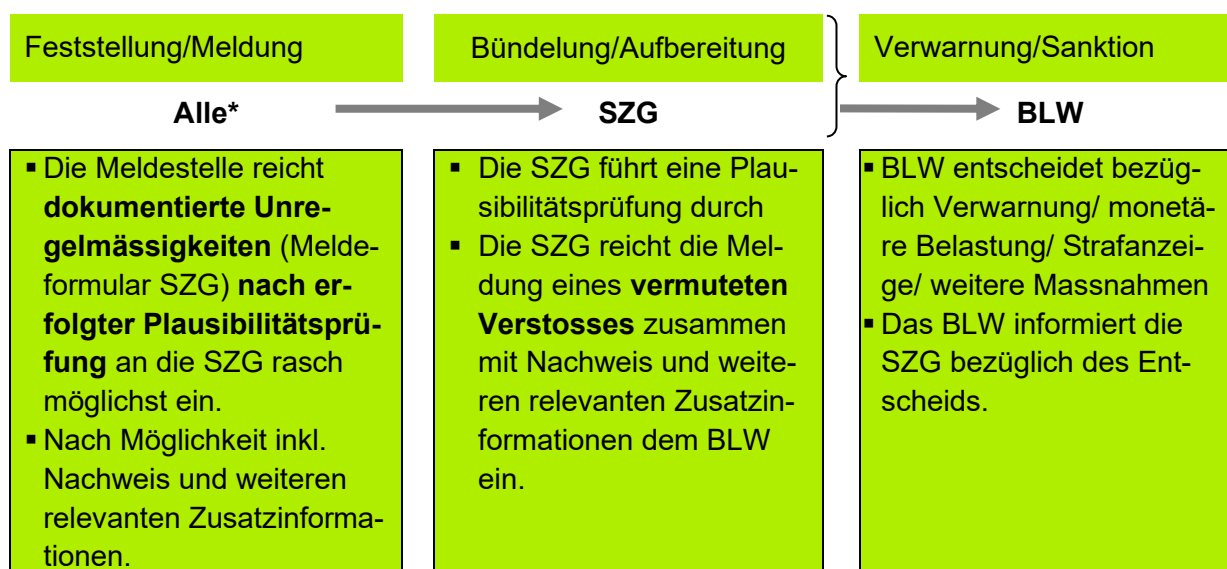 Feststellung/Meldung
Bündelung/Aufbereitung
Verwarnung/Sanktion
Alle*
SZG
BLW
▪ Die Meldestelle reicht
dokumentierte Unre-
gelmässigkeiten (Melde-
formular SZG) nach er-
folgter Plausibilitätsprü-
fung an die SZG rasch
möglichst ein.
▪ Nach Möglichkeit inkl.
Nachweis und weiteren
relevanten Zusatzinforma-
tionen.
▪ Die SZG führt eine Plau-
sibilitätsprüfung durch
▪ Die SZG reicht die Mel-
dung eines vermuteten
Verstosses zusammen
mit Nachweis und weite-
ren relevanten Zusatzin-
formationen dem BLW
ein.
▪ BLW entscheidet bezüg-
lich Verwarnung/ monetä-
re Belastung/ Strafanzei-
ge/ weitere Massnahmen
▪ Das BLW informiert die
SZG bezüglich des Ent-
scheids.